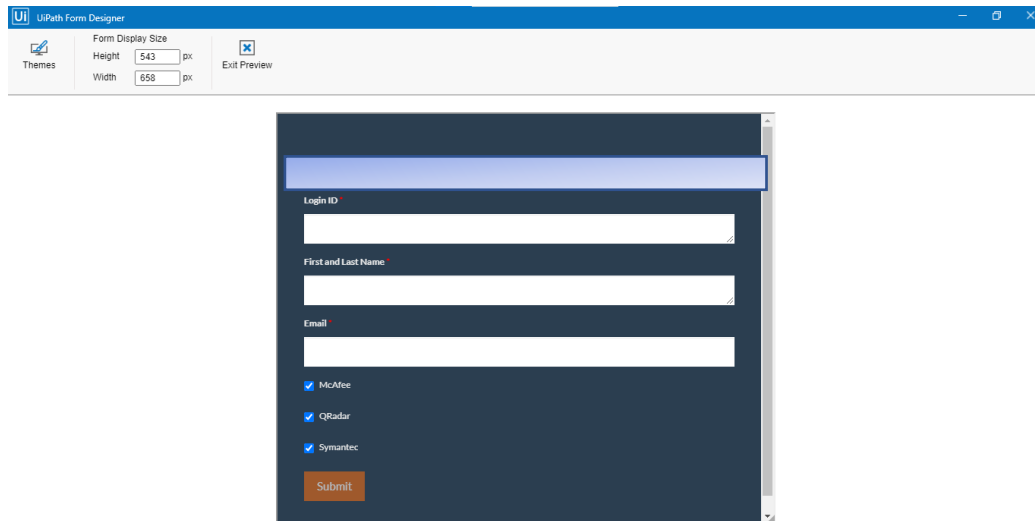 Ui UiPath Form Designer
Themes
Form Display Size
Height 543 px
Width 658 px
Exit Preview
Login ID *
First and Last Name *
Email *
McAfee
QRadar
Symantec
Submit